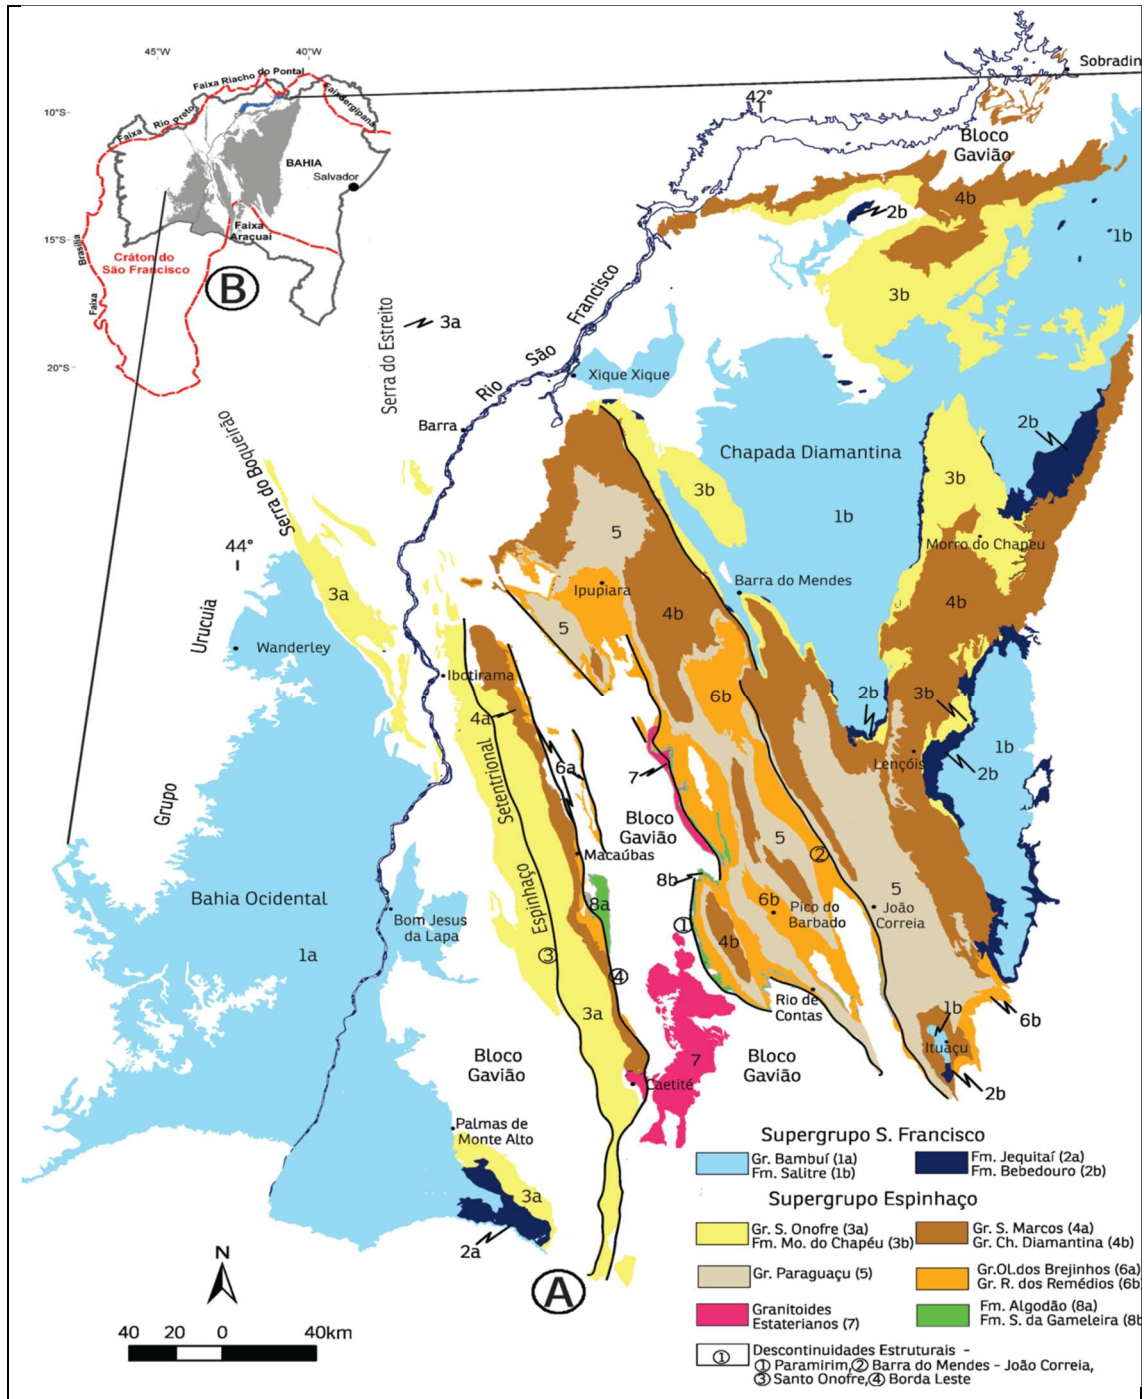 45°W
40°W
10°S
15°S
20°S
Faixa Riacho do Pontal
Faixa Sergipana
Faixa Rio Preto
BAHIA
Salvador
Faixa
Araçuaí
Faixa Brasília
Cráton do
São Francisco
B
42°
Sobradin
Bloco
Gavião
4b
2b
1b
3b
Serra do Estreito
3a
Rio São Francisco
Xique Xique
Barra
Serra do Boqueirão
44°
3a
Chapada Diamantina
2b
3b
3b
1b
5
Morro do Chapéu
Barra do Mendes
Ipupiara
4b
4b
5
Grupo Urucuia
Wanderley
Ibotirama
4a
6b
2b
3b
1b
Lençóis
2b
6a
7
Setentrional
Espinhaço
Bloco
Gavião
5
2
Macaúbas
8b
8a
6b
Pico do
Barbado
5
João
Correia
Bahia Ocidental
Bom Jesus
da Lapa
1
4b
1a
3
4
3a
Rio de
Contas
1b
6b
Ituaçu
Bloco
Gavião
7
Bloco
Gavião
Caetité
2b
Palmas de
Monte Alto
3a
2a
A
N
40 20 0 40km
Supergrupo S. Francisco
Gr. Bambuí (1a)
Fm. Salitre (1b)
Fm. Jequitaí (2a)
Fm. Bebedouro (2b)
Supergrupo Espinhaço
Gr. S. Onofre (3a)
Fm. Mo. do Chapéu (3b)
Gr. S. Marcos (4a)
Gr. Ch. Diamantina (4b)
Gr. Paraguaçu (5)
Gr.Ol.dos Brejinhos (6a)
Gr. R. dos Remédios (6b)
Granitoides
Estaterianos (7)
Fm. Algodão (8a)
Fm. S. da Gameleira (8b)
① Descontinuidades Estruturais -
① Paramirim,② Barra do Mendes - João Correia,
③ Santo Onofre,④ Borda Leste